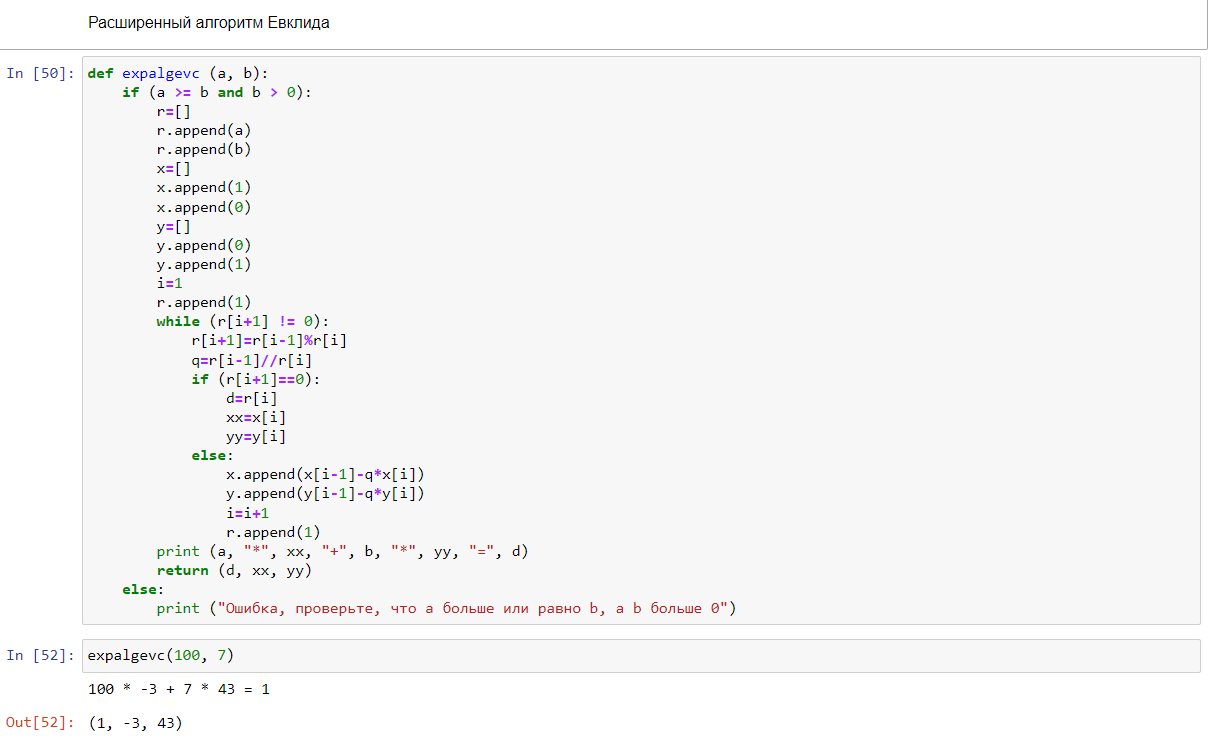 Расширенный алгоритм Евклида
In [50]: def expalgevc (a, b):
    if (a >= b and b > 0):
        r=[]
        r.append(a)
        r.append(b)
        x=[]
        x.append(1)
        x.append(0)
        y=[]
        y.append(0)
        y.append(1)
        i=1
        r.append(1)
        while (r[i+1] != 0):
            r[i+1]=r[i-1]%r[i]
            q=r[i-1]//r[i]
            if (r[i+1]==0):
                d=r[i]
                xx=x[i]
                yy=y[i]
            else:
                x.append(x[i-1]-q*x[i])
                y.append(y[i-1]-q*y[i])
                i=i+1
                r.append(1)
        print (a, "*", xx, "+", b, "*", yy, "=", d)
        return (d, xx, yy)
    else:
        print ("Ошибка, проверьте, что a больше или равно b, а b больше 0")
In [52]: expalgevc(100, 7)
100 * -3 + 7 * 43 = 1
Out[52]: (1, -3, 43)